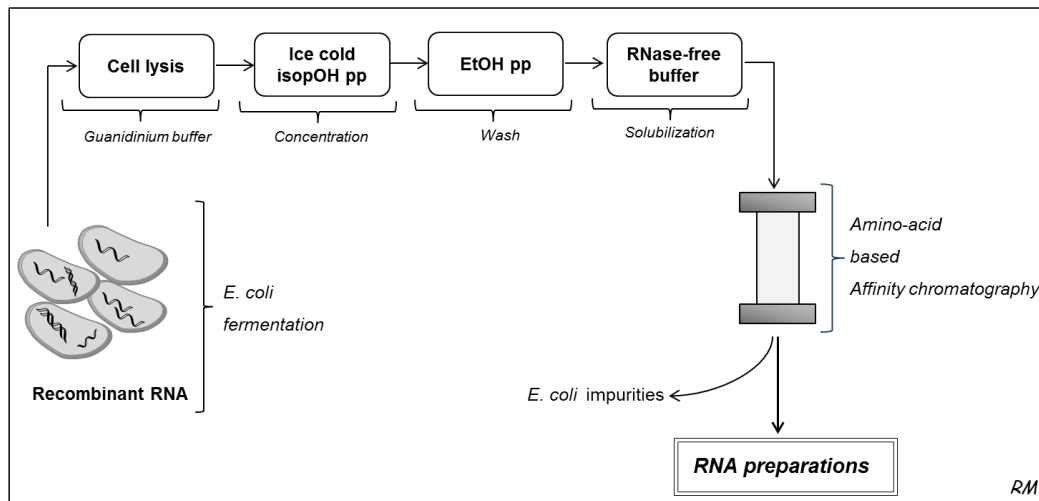 Cell lysis
Ice cold
isopOH pp
EtOH pp
RNase-free
buffer
Guanidinium buffer
Concentration
Wash
Solubilization
Amino-acid
based
Affinity chromatography
E. coli
fermentation
Recombinant RNA
E. coli impurities
RNA preparations
RM